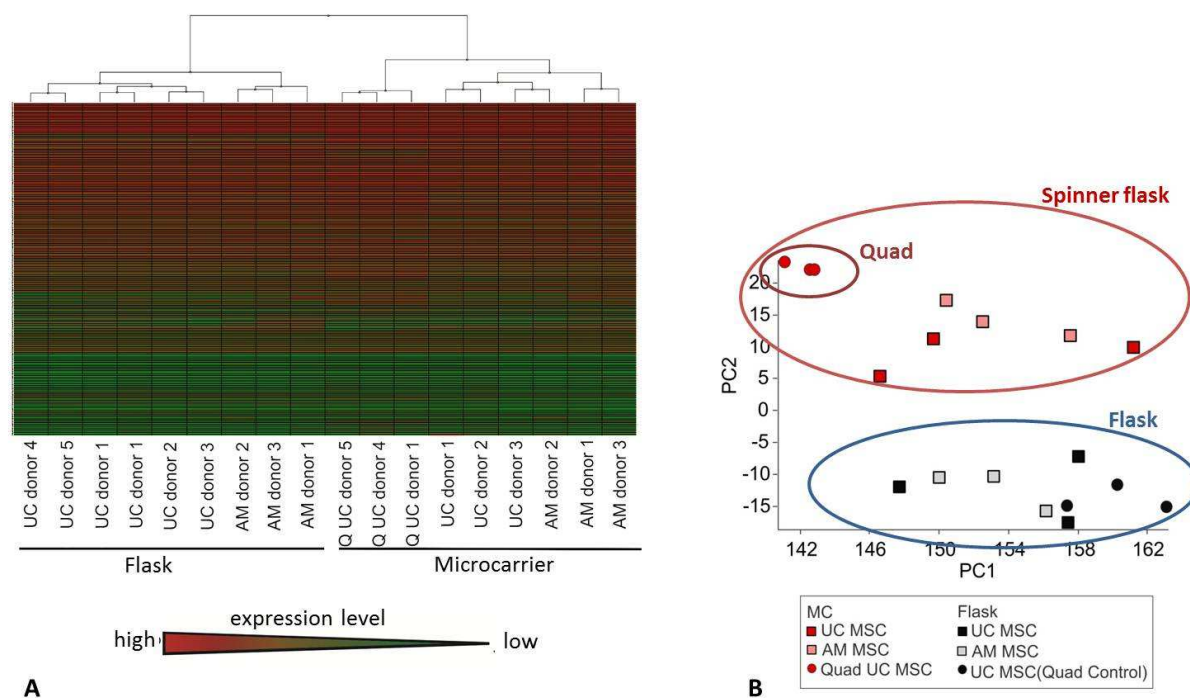 UC donor 4
UC donor 5
UC donor 1
UC donor 1
UC donor 2
UC donor 3
AM donor 2
AM donor 3
AM donor 1
Q UC donor 5
Q UC donor 4
Q UC donor 1
UC donor 1
UC donor 2
UC donor 3
AM donor 2
AM donor 1
AM donor 3
Flask
Microcarrier
expression level
high
low
A
Spinner flask
Quad
Flask
PC2
20
15
10
5
0
-5
-10
-15
142
146
150
154
158
162
PC1
MC
UC MSC
AM MSC
Quad UC MSC
Flask
UC MSC
AM MSC
UC MSC(Quad Control)
B